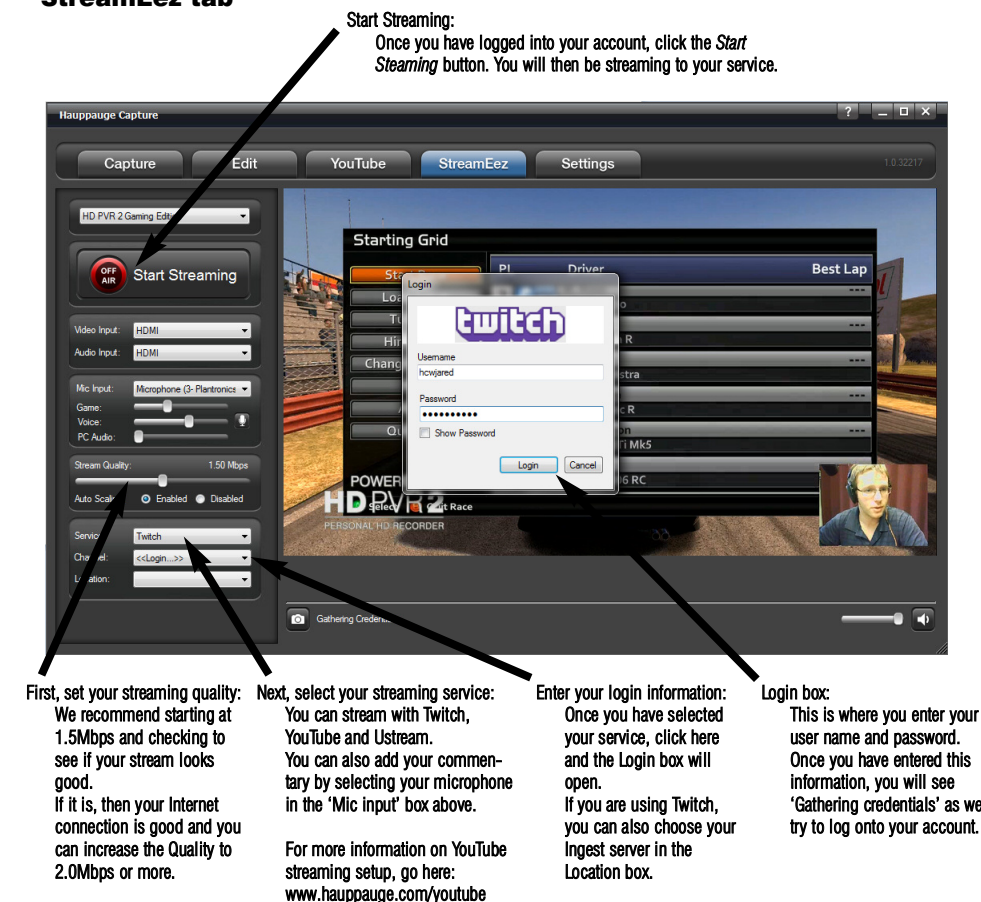 StreamEez tab
Start Streaming:
Once you have logged into your account, click the Start
Steaming button. You will then be streaming to your service.
Hauppauge Capture
?
Capture
Edit
YouTube
StreamEez
Settings
1.0.32217
HD PVR 2 Gaming
OFF
AIR
Start Streaming
Video Input:
HDMI
Audio Input:
HDMI
Mic Input:
Microphone (3- Plantronics
Game:
Voice:
PC Audio:
Stream Quality:
1.50 Mbps
Auto
Enabled
Disabled
Twitch
<<Login...>>
Starting Grid
Driver
Best Lap
---
---
---
---
---
R
Ti Mk5
RC
Race
HD PVR 2
PERSONAL HD RECORDER
Login
twitch
Username
hcwjared
Password
••••••••••
Show Password
Login
Cancel
Gathering
First, set your streaming quality:
We recommend starting at
1.5Mbps and checking to
see if your stream looks
good.
If it is, then your Internet
connection is good and you
can increase the Quality to
2.0Mbps or more.
Next, select your streaming service:
You can stream with Twitch,
YouTube and Ustream.
You can also add your commen-
tary by selecting your microphone
in the ‘Mic input’ box above.
For more information on YouTube
streaming setup, go here:
www.hauppauge.com/youtube
Enter your login information:
Once you have selected
your service, click here
and the Login box will
open.
If you are using Twitch,
you can also choose your
Ingest server in the
Location box.
Login box:
This is where you enter your
user name and password.
Once you have entered this
information, you will see
‘Gathering credentials’ as we
try to log onto your account.